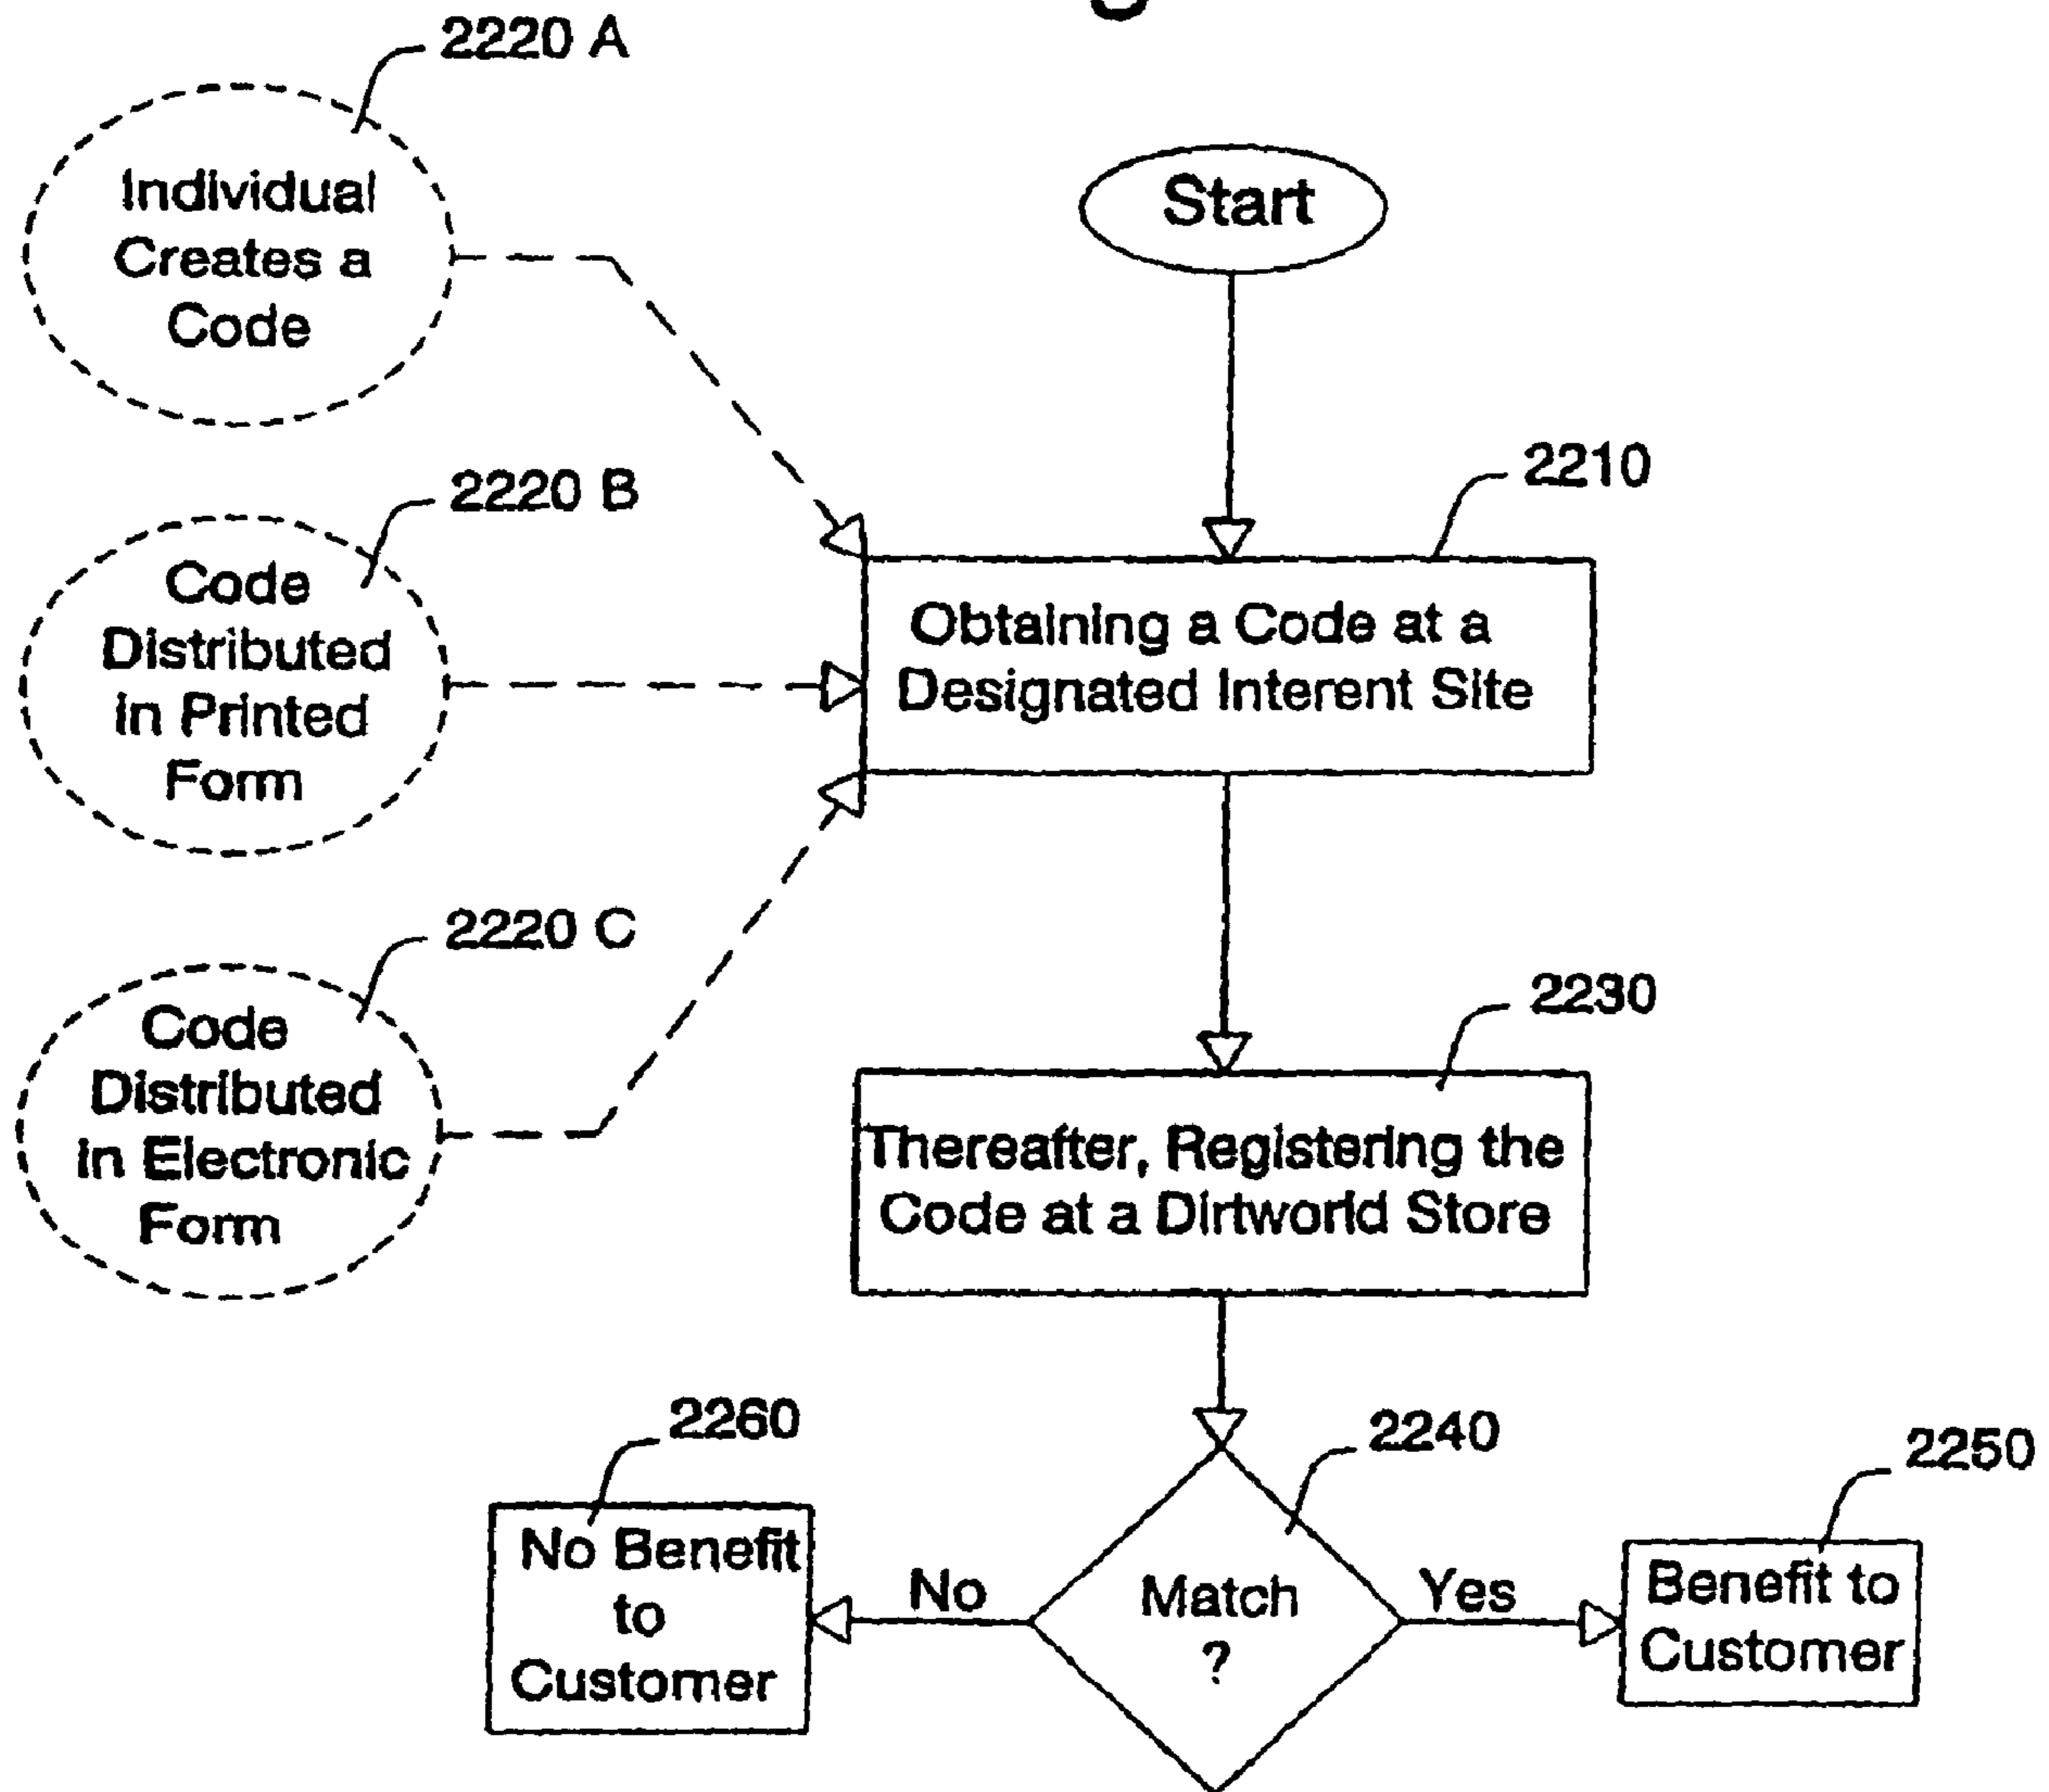 2220 A
Individual
Creates a
Code
Start
2220 B
Code
Distributed
in Printed
Form
2210
Obtaining a Code at a
Designated Interent Site
2220 C
Code
Distributed
in Electronic
Form
2230
Thereafter, Registering the
Code at a Dirtworld Store
2260
No Benefit
to
Customer
No
2240
Match
?
Yes
2250
Benefit to
Customer